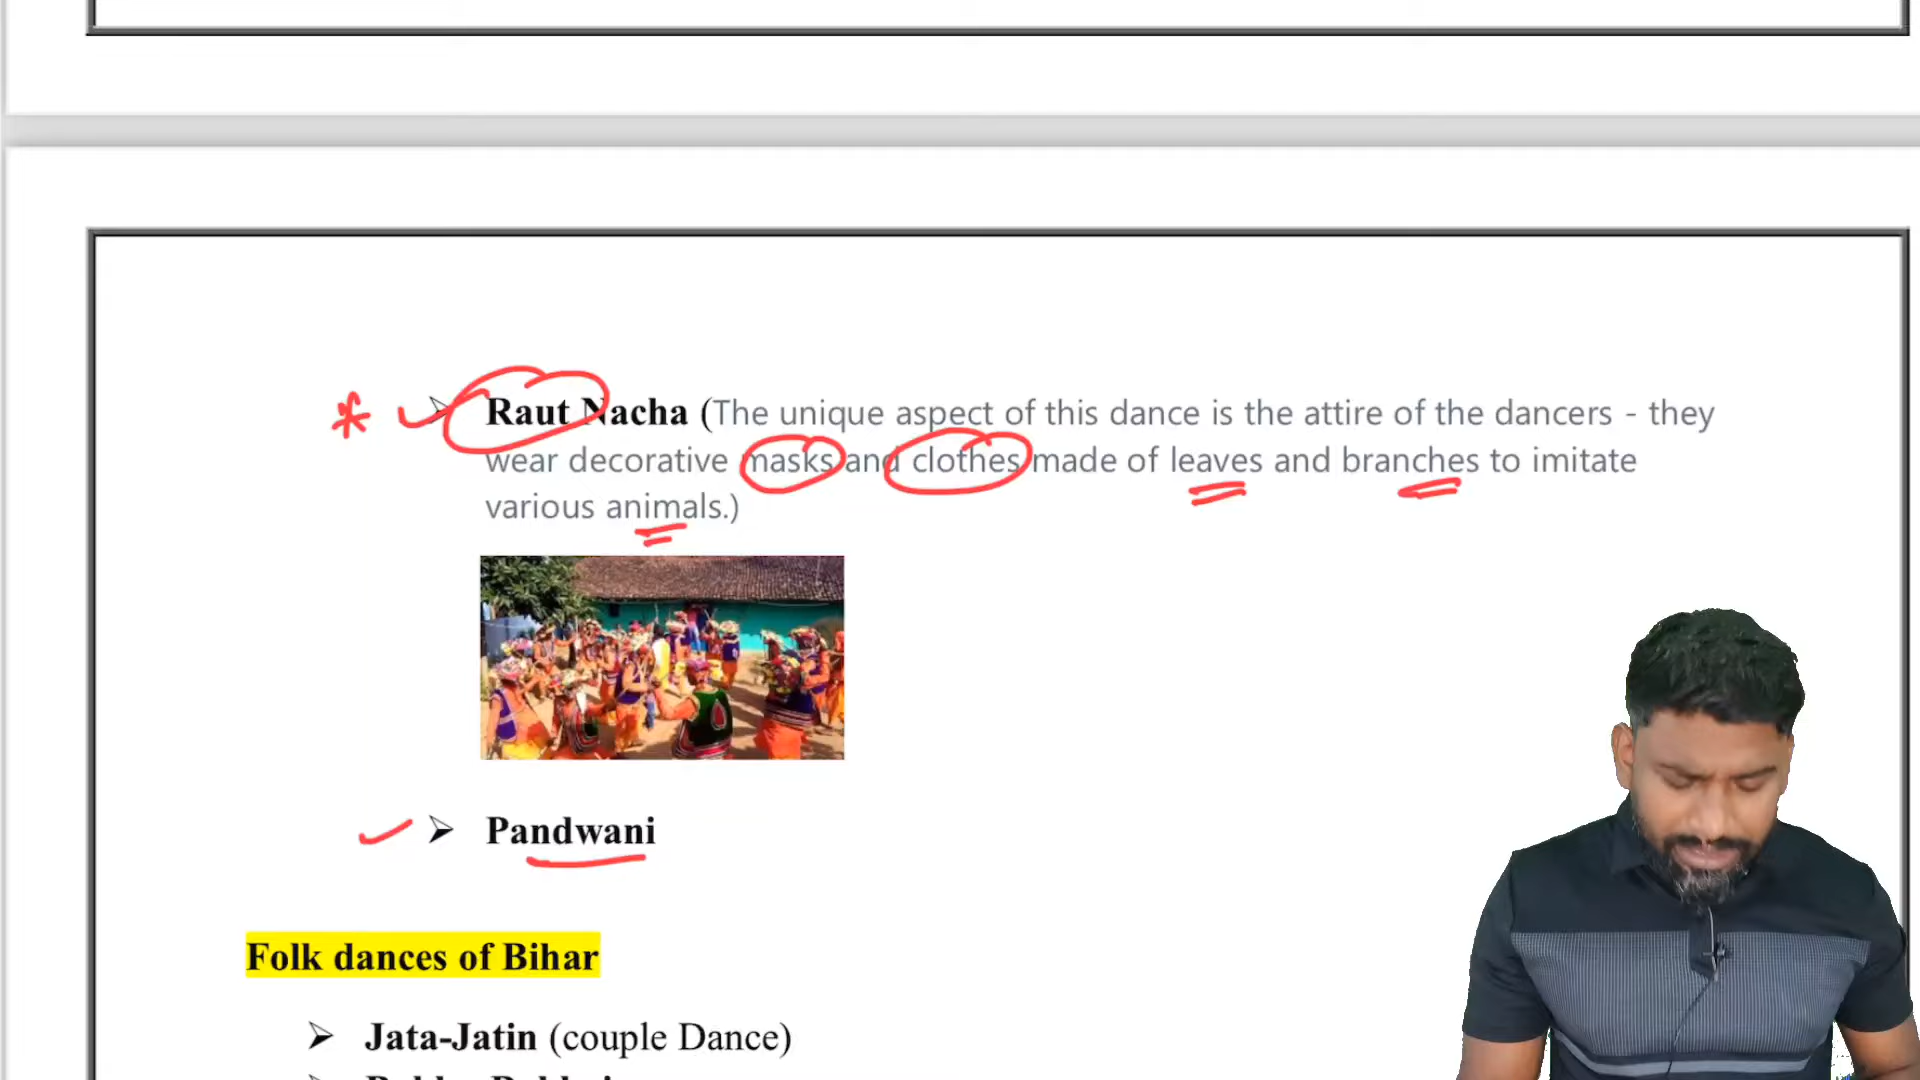 ➢ Raut Nacha (The unique aspect of this dance is the attire of the dancers - they
wear decorative masks and clothes made of leaves and branches to imitate
various animals.)
➢ Pandwani
Folk dances of Bihar
➢ Jata-Jatin (couple Dance)